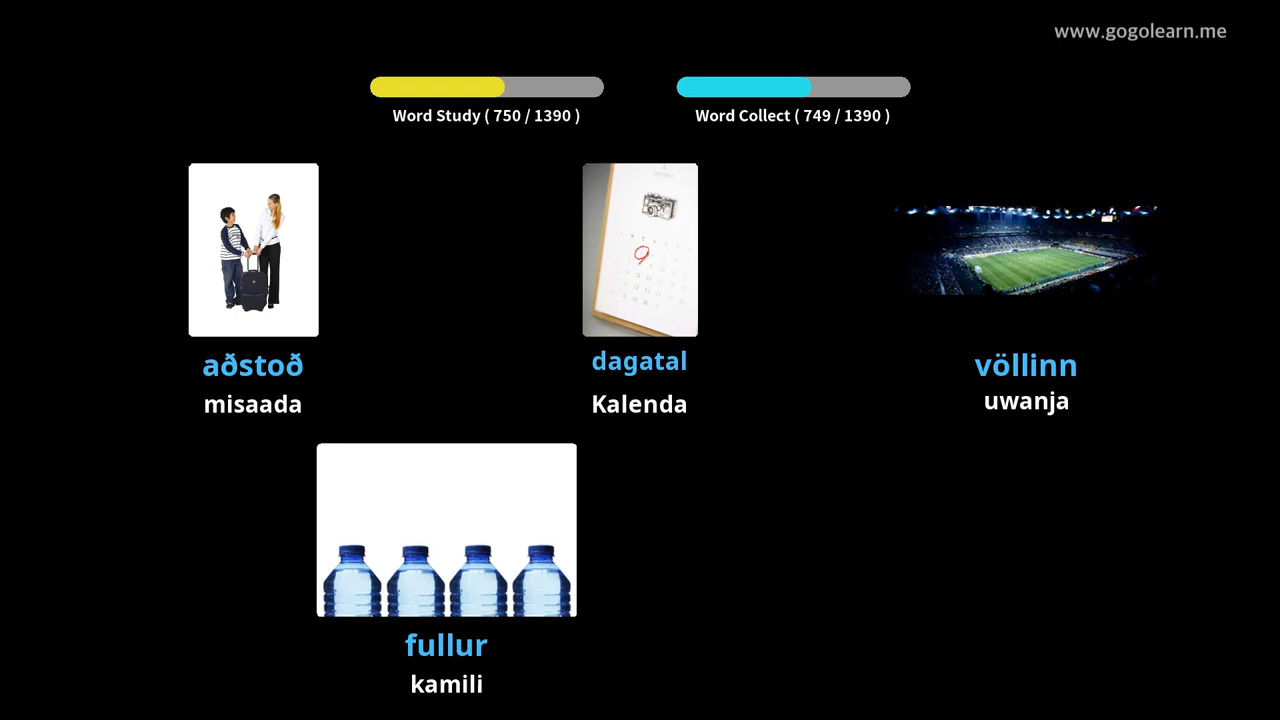 www.gogolearn.me
Word Study ( 750 / 1390 )
Word Collect ( 749 / 1390 )
9
aðstoð
misaada
dagatal
Kalenda
völlinn
uwanja
fullur
kamili